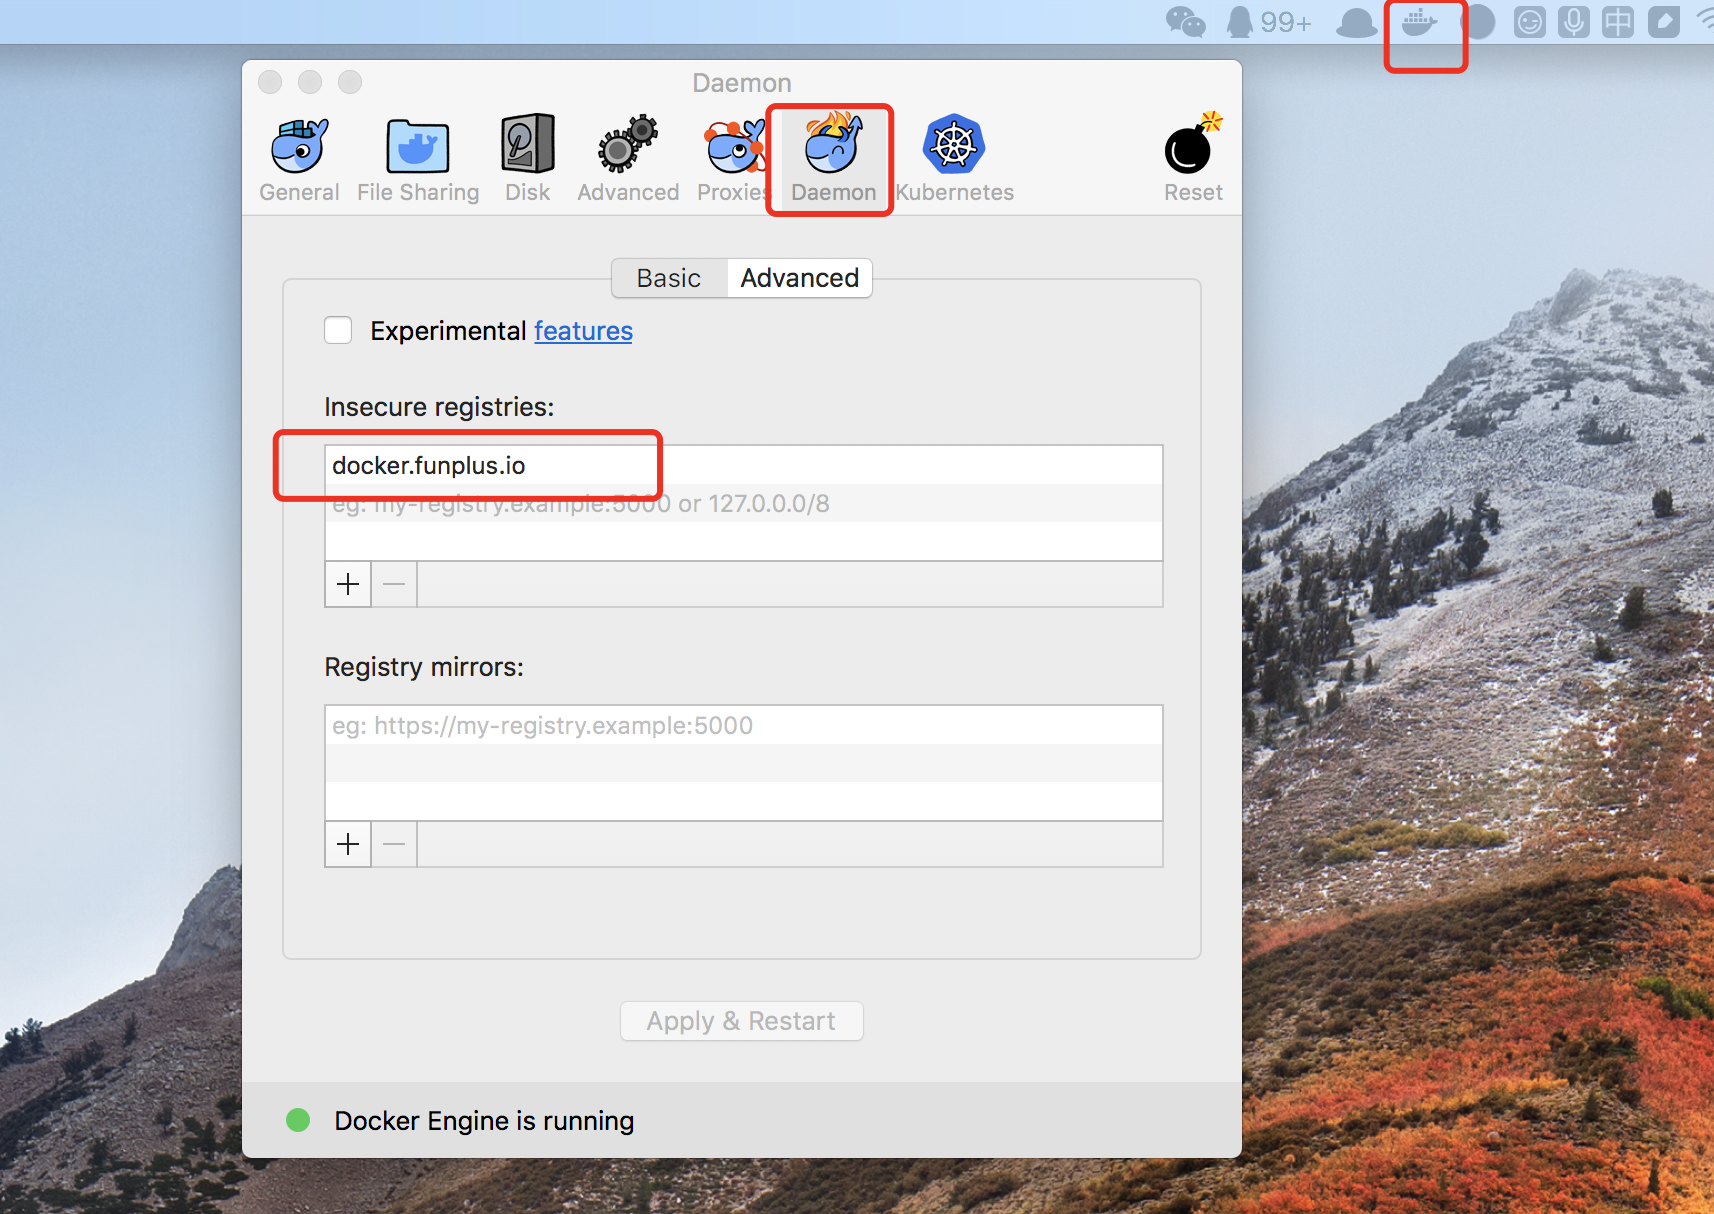 99+
中
Daemon
General File Sharing Disk Advanced Proxies Daemon Kubernetes Reset
Basic Advanced
Experimental features
Insecure registries:
docker.funplus.io
eg: my-registry.example:5000 or 127.0.0.0/8
Registry mirrors:
eg: https://my-registry.example:5000
Apply & Restart
Docker Engine is running